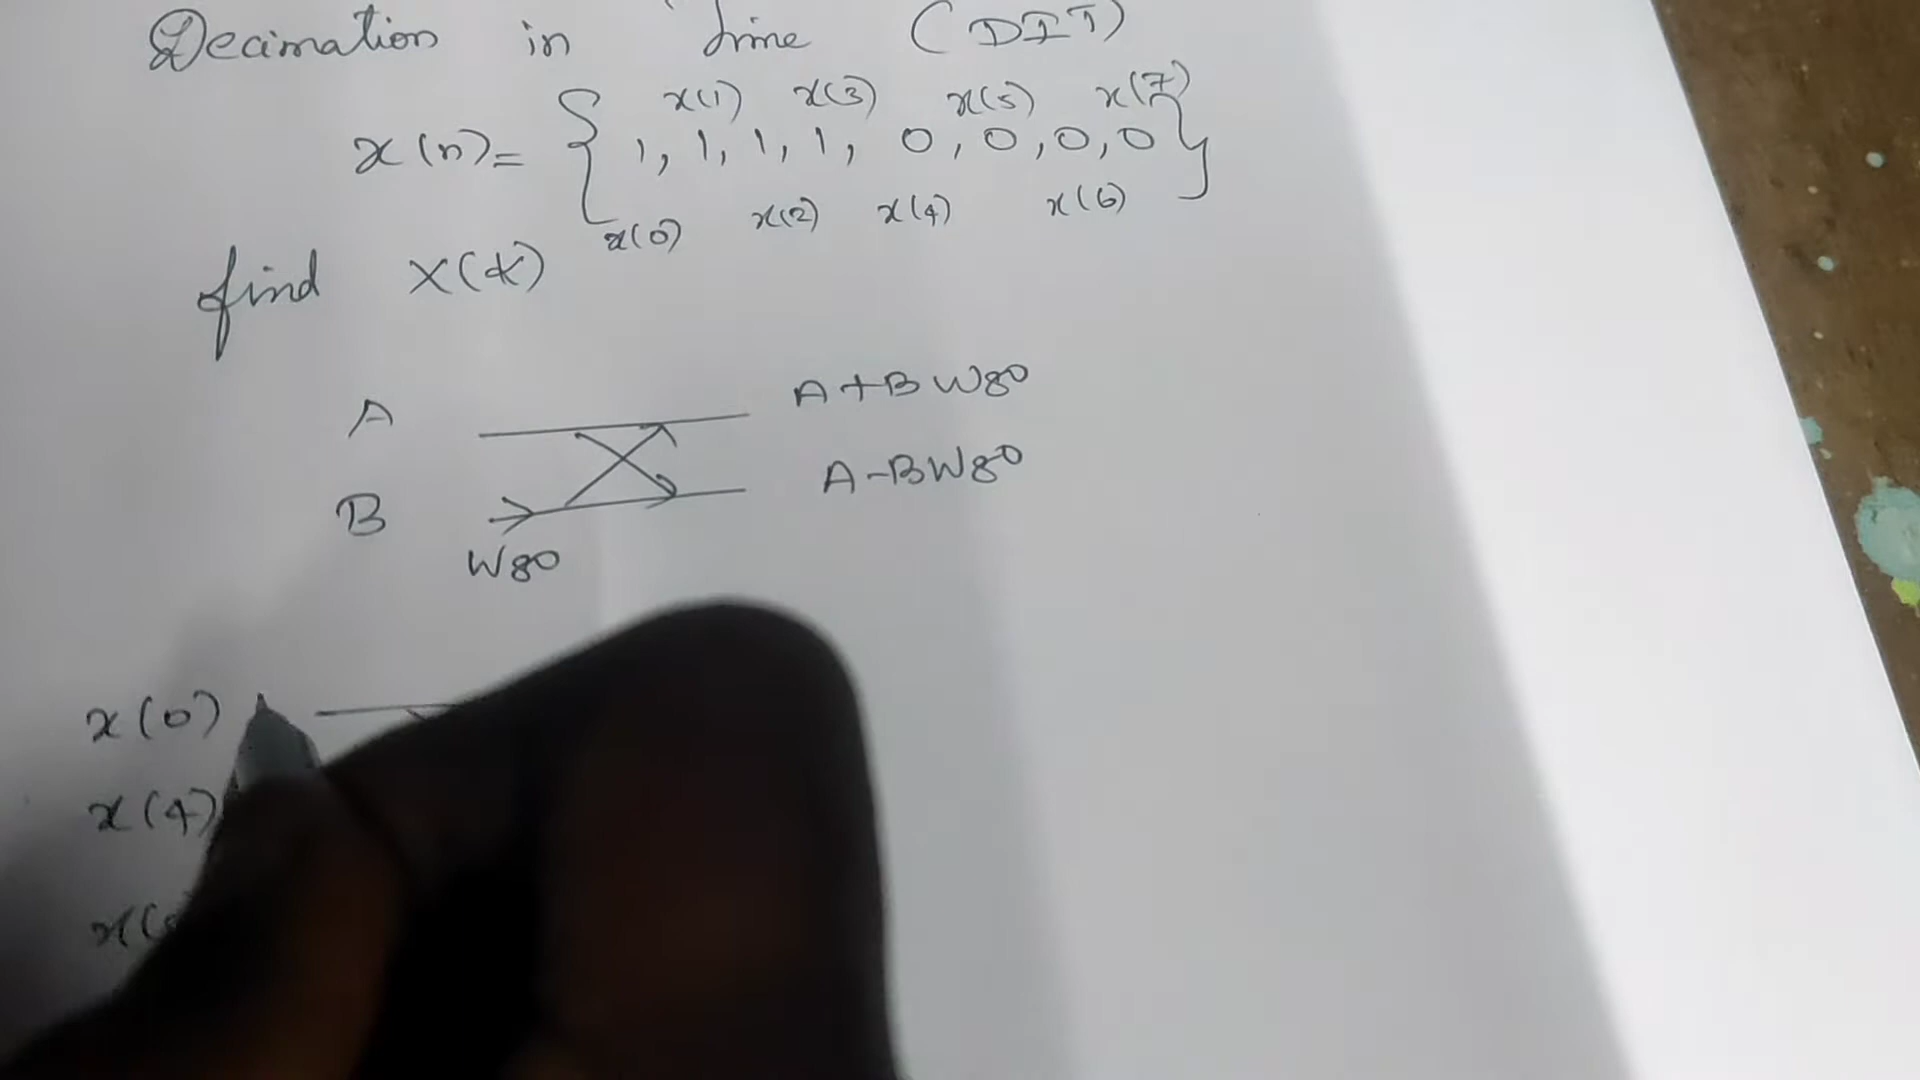 Decimation in time (DIT)
x(1) x(3) x(5) x(7)
x(n)= { 1, 1, 1, 1, 0, 0, 0, 0 }
x(0) x(2) x(4) x(6)
find X(k)
A A+BW80
B A-BW80
W80
x(0)
x(4)
x(